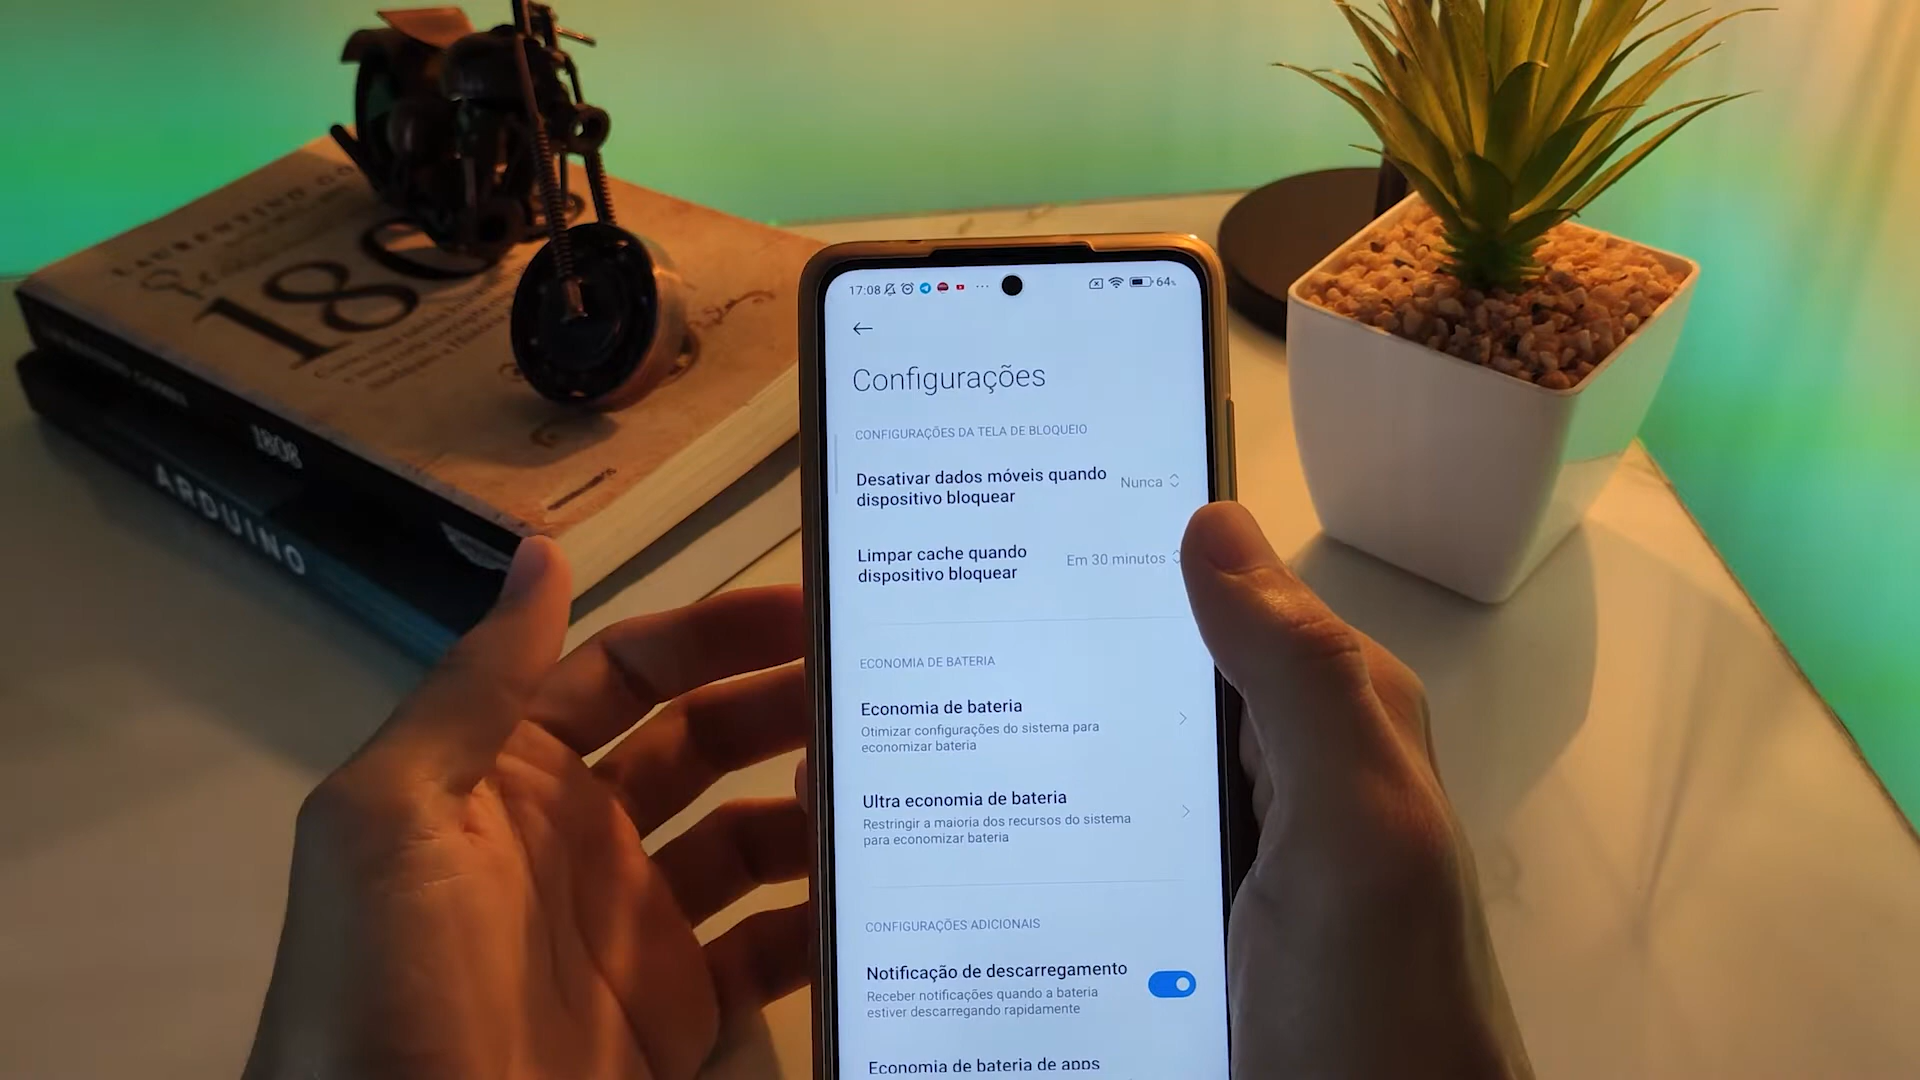 LAURENTINO GO
180
1808
ARDUINO
17:08
64%
Configurações
CONFIGURAÇÕES DA TELA DE BLOQUEIO
Desativar dados móveis quando
dispositivo bloquear
Nunca
Limpar cache quando
dispositivo bloquear
Em 30 minutos
ECONOMIA DE BATERIA
Economia de bateria
Otimizar configurações do sistema para
economizar bateria
Ultra economia de bateria
Restringir a maioria dos recursos do sistema
para economizar bateria
CONFIGURAÇÕES ADICIONAIS
Notificação de descarregamento
Receber notificações quando a bateria
estiver descarregando rapidamente
Economia de bateria de apps